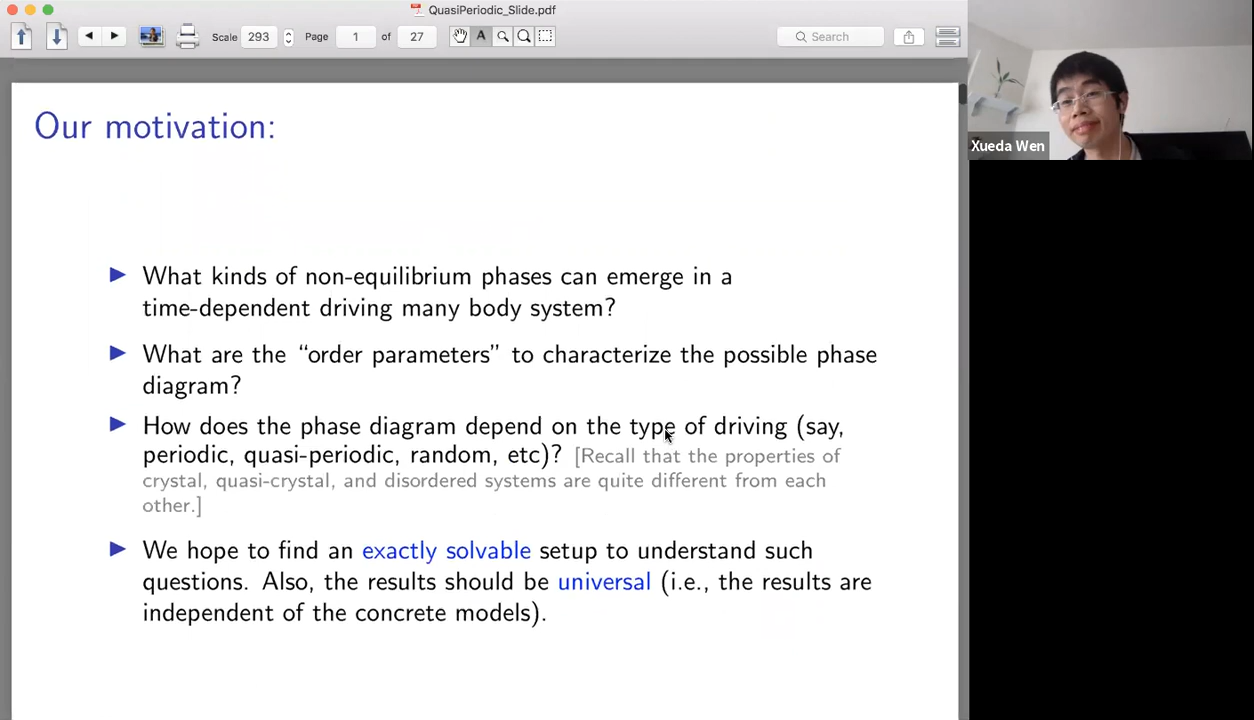 QuasiPeriodic_Slide.pdf
Scale 293 Page 1 of 27 A Search
Our motivation:
Xueda Wen
What kinds of non-equilibrium phases can emerge in a
time-dependent driving many body system?
What are the “order parameters” to characterize the possible phase
diagram?
How does the phase diagram depend on the type of driving (say,
periodic, quasi-periodic, random, etc)? [Recall that the properties of
crystal, quasi-crystal, and disordered systems are quite different from each
other.]
We hope to find an exactly solvable setup to understand such
questions. Also, the results should be universal (i.e., the results are
independent of the concrete models).